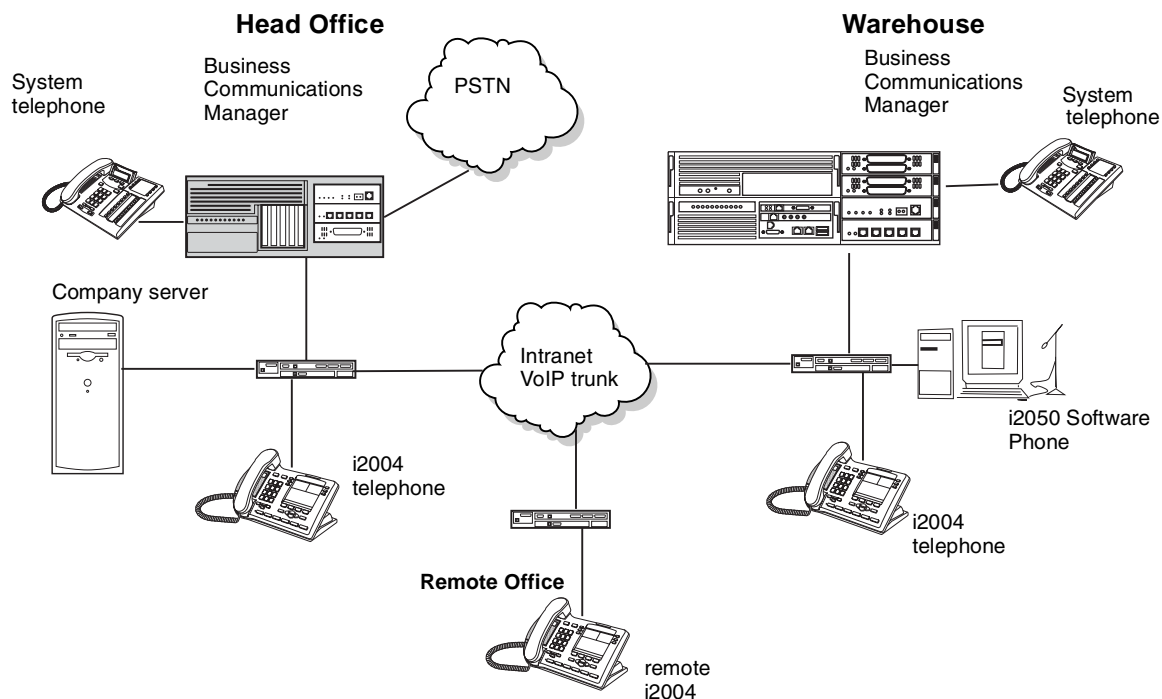 Head Office
Warehouse
System
telephone
Business
Communications
Manager
PSTN
Business
Communications
Manager
System
telephone
Company server
Intranet
VoIP trunk
i2050 Software
Phone
i2004
telephone
i2004
telephone
Remote Office
remote
i2004